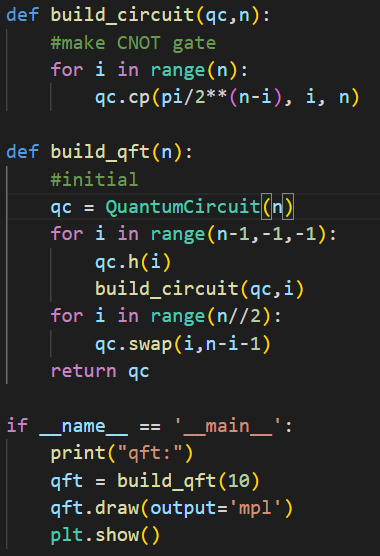 def build_circuit(qc,n):
    #make CNOT gate
    for i in range(n):
        qc.cp(pi/2**(n-i), i, n)

def build_qft(n):
    #initial
    qc = QuantumCircuit(n)
    for i in range(n-1,-1,-1):
        qc.h(i)
        build_circuit(qc,i)
    for i in range(n//2):
        qc.swap(i,n-i-1)
    return qc

if __name__ == '__main__':
    print("qft:")
    qft = build_qft(10)
    qft.draw(output='mpl')
    plt.show()